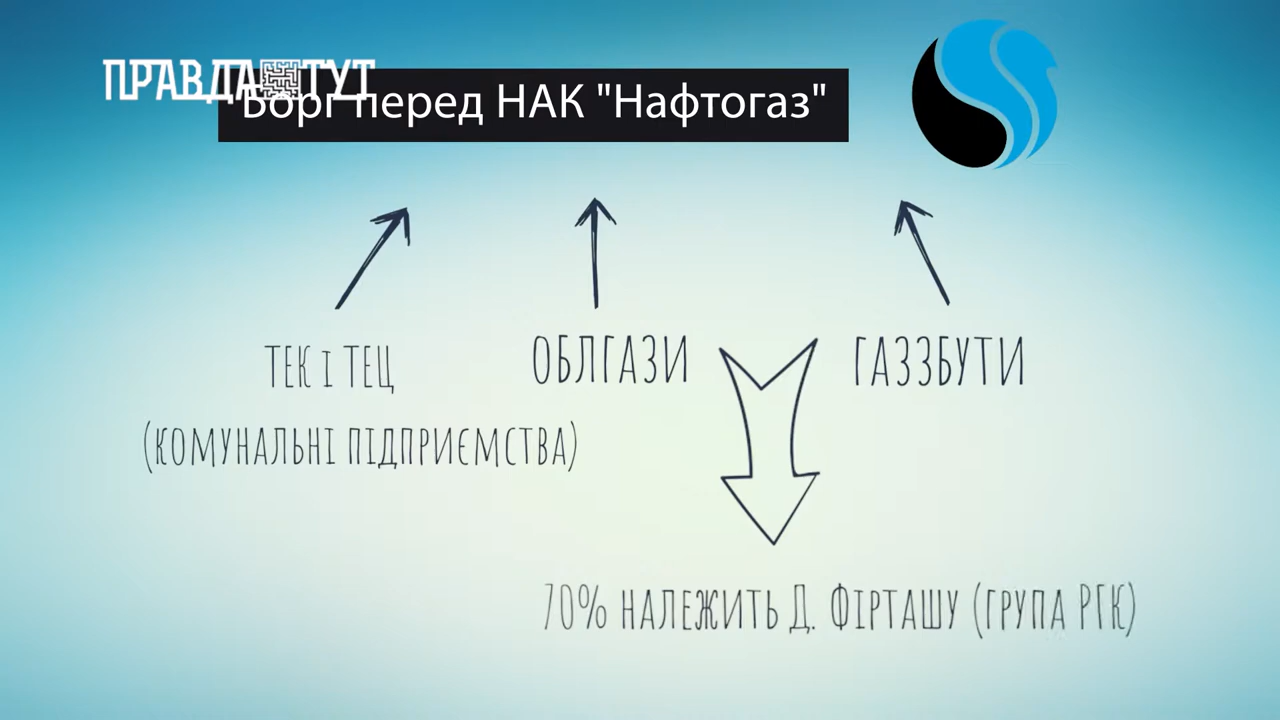 ПРАВДА ТУТ
Борг перед НАК "Нафтогаз"
ТЕК і ТЕЦ
(комунальні підприємства)
ОБЛГАЗИ
ГАЗЗБУТИ
70% належить Д. Фірташу (група РГК)